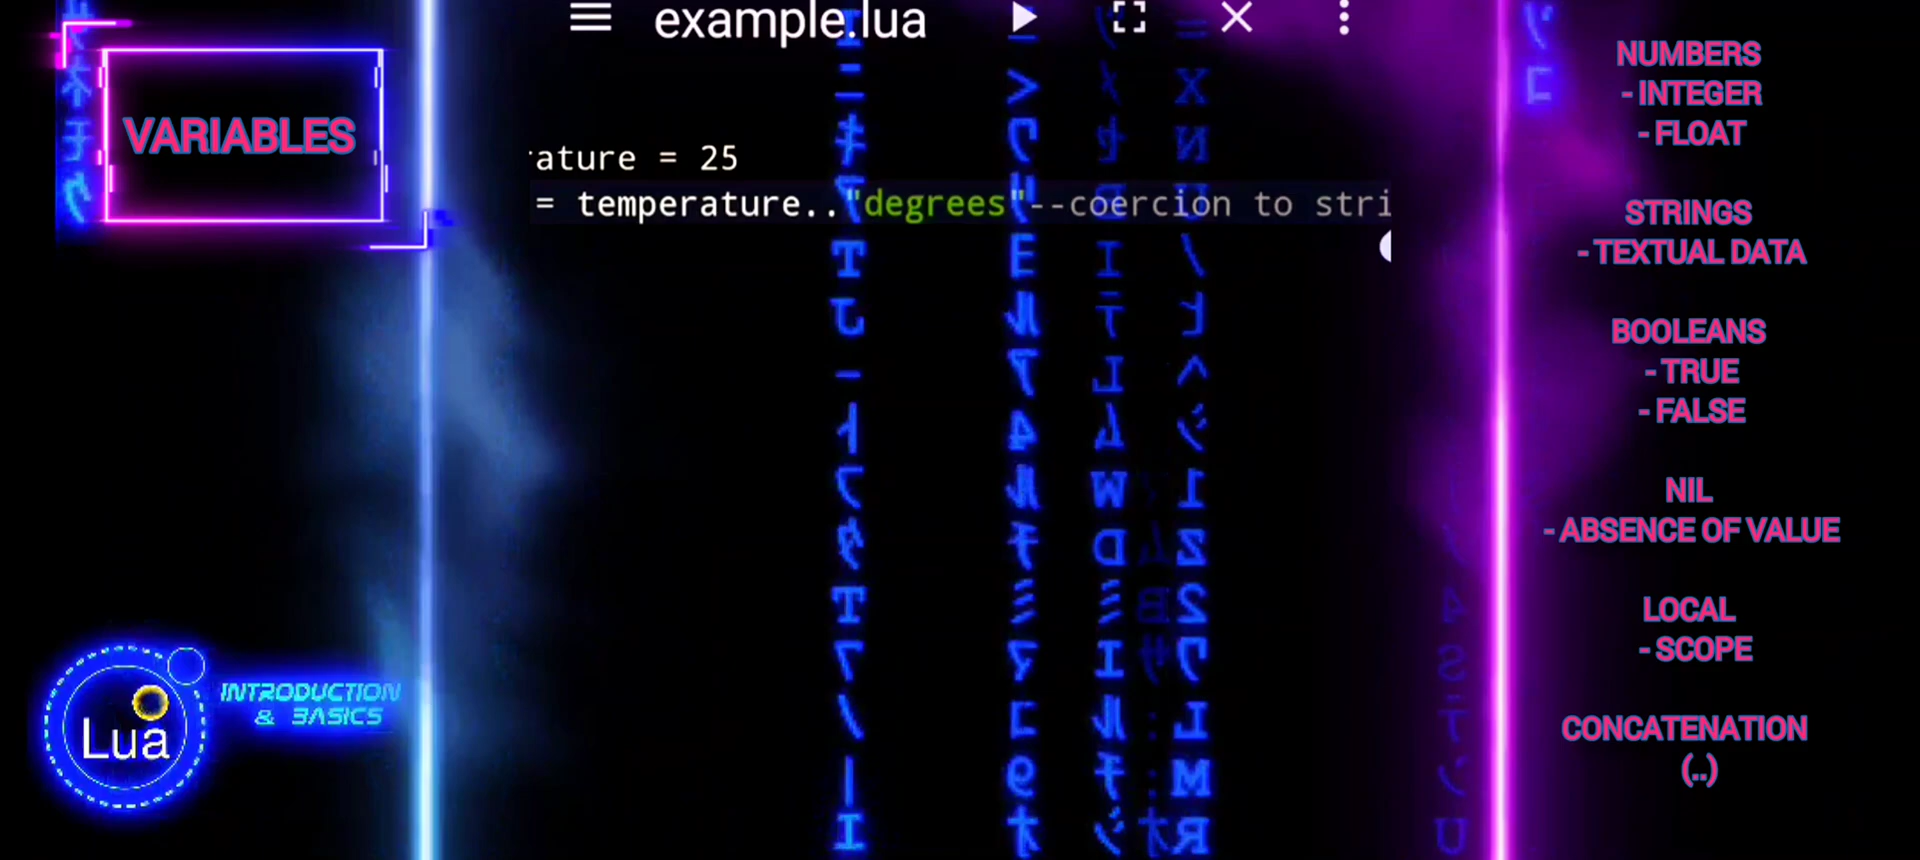 VARIABLES
example.lua
ature = 25
= temperature.."degrees"--coercion to stri
NUMBERS
- INTEGER
- FLOAT
STRINGS
- TEXTUAL DATA
BOOLEANS
- TRUE
- FALSE
NIL
- ABSENCE OF VALUE
LOCAL
- SCOPE
CONCATENATION
(..)
Lua
INTRODUCTION
& BASICS